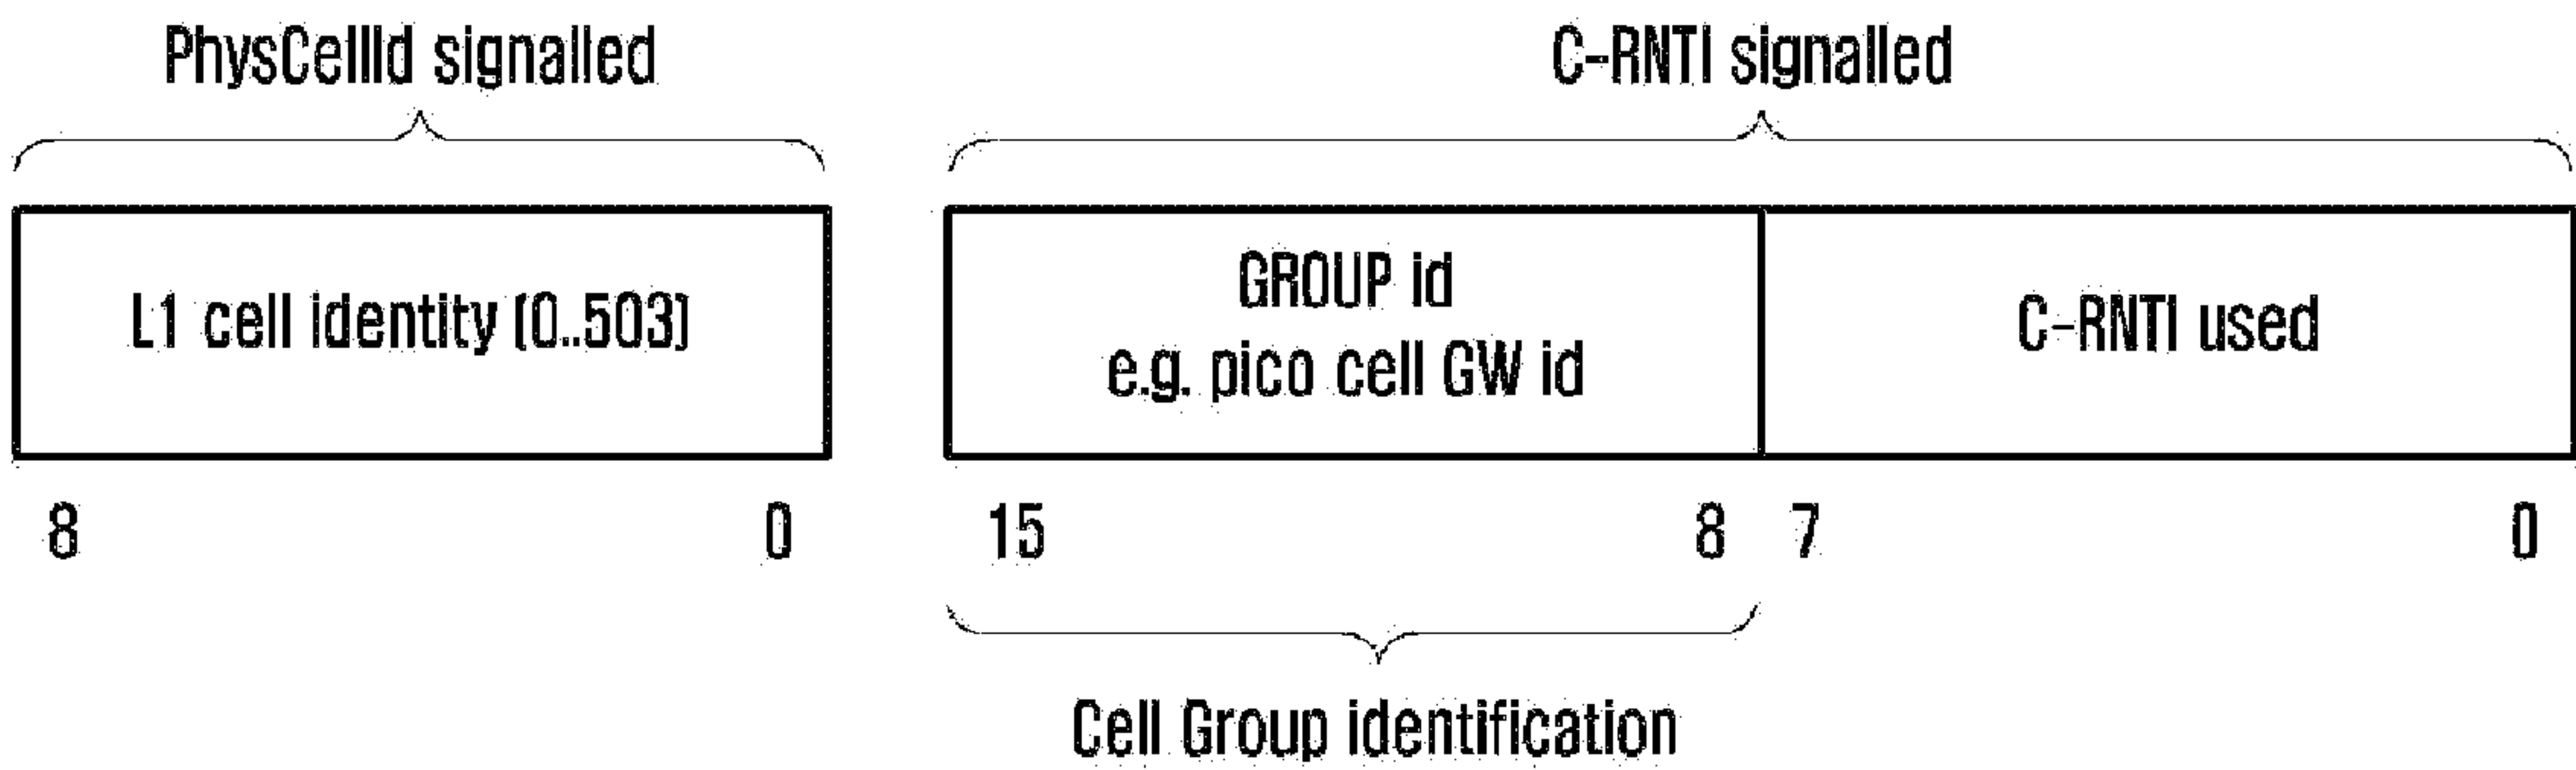 PhysCellId signalled
C-RNTI signalled
L1 cell identity (0..503)
GROUP id
e.g. pico cell GW id
C-RNTI used
8
0
15
8
7
0
Cell Group identification